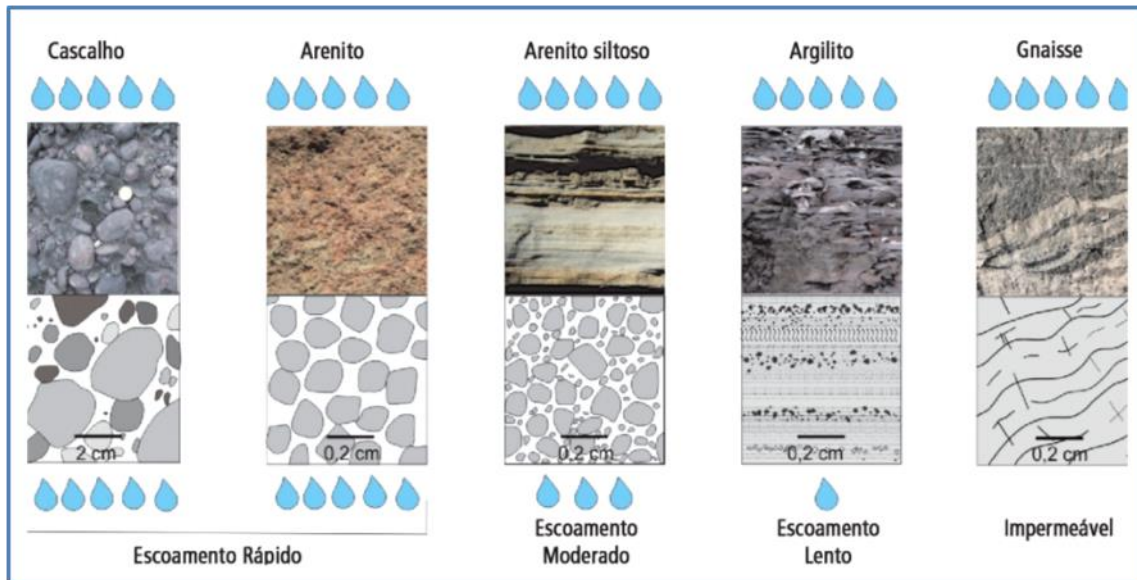 Cascalho
Arenito
Arenito siltoso
Argilito
Gnaisse
2 cm
0,2 cm
0,2 cm
0,2 cm
0,2 cm
Escoamento Rápido
Escoamento
Moderado
Escoamento
Lento
Impermeável